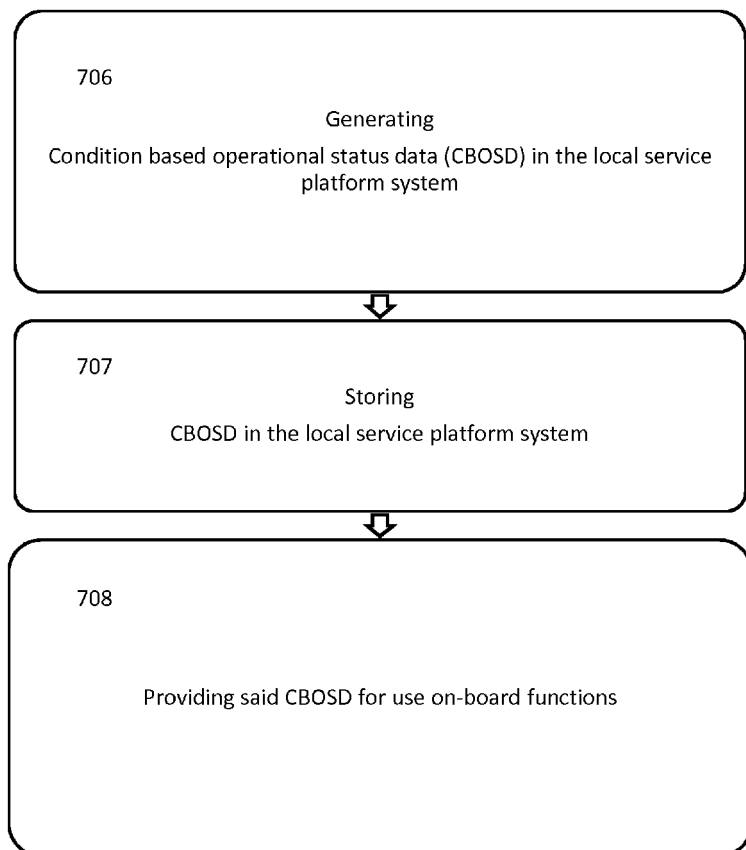 706
Generating
Condition based operational status data (CBOSD) in the local service
platform system
707
Storing
CBOSD in the local service platform system
708
Providing said CBOSD for use on-board functions